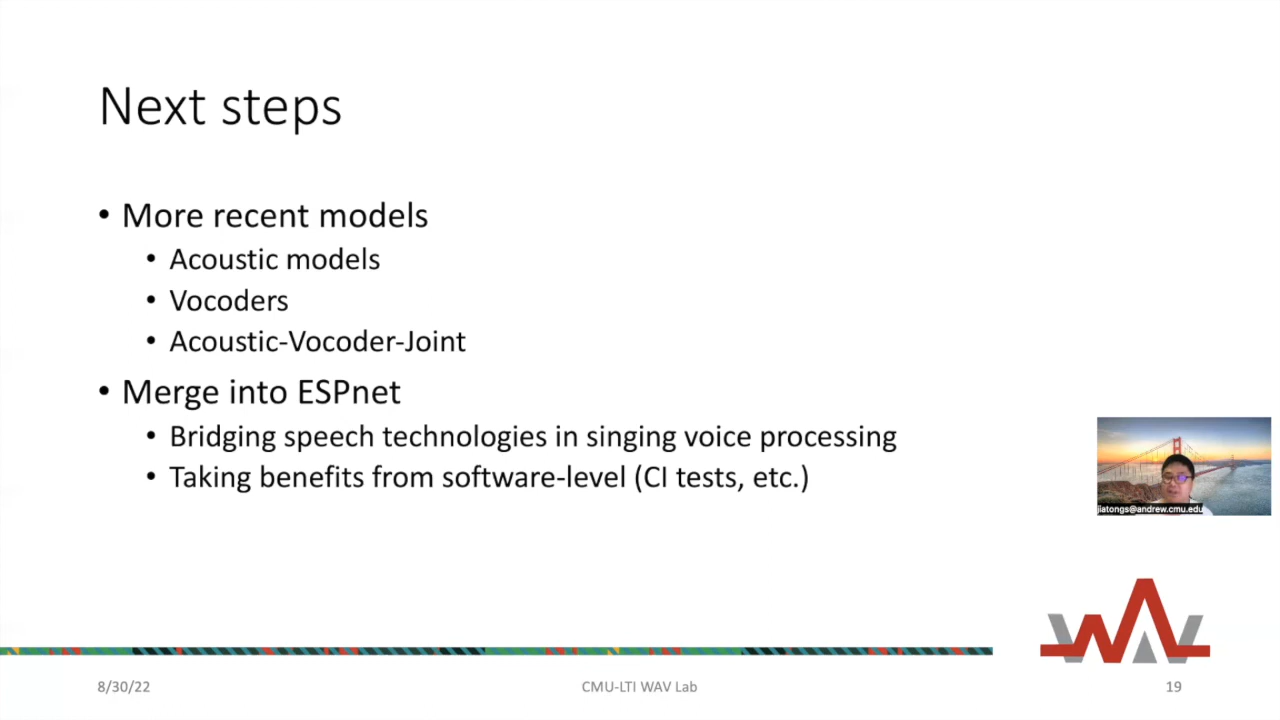 Next steps
• More recent models
• Acoustic models
• Vocoders
• Acoustic-Vocoder-Joint
• Merge into ESPnet
• Bridging speech technologies in singing voice processing
• Taking benefits from software-level (CI tests, etc.)
jiatongs@andrew.cmu.edu
WAV
8/30/22
CMU-LTI WAV Lab
19